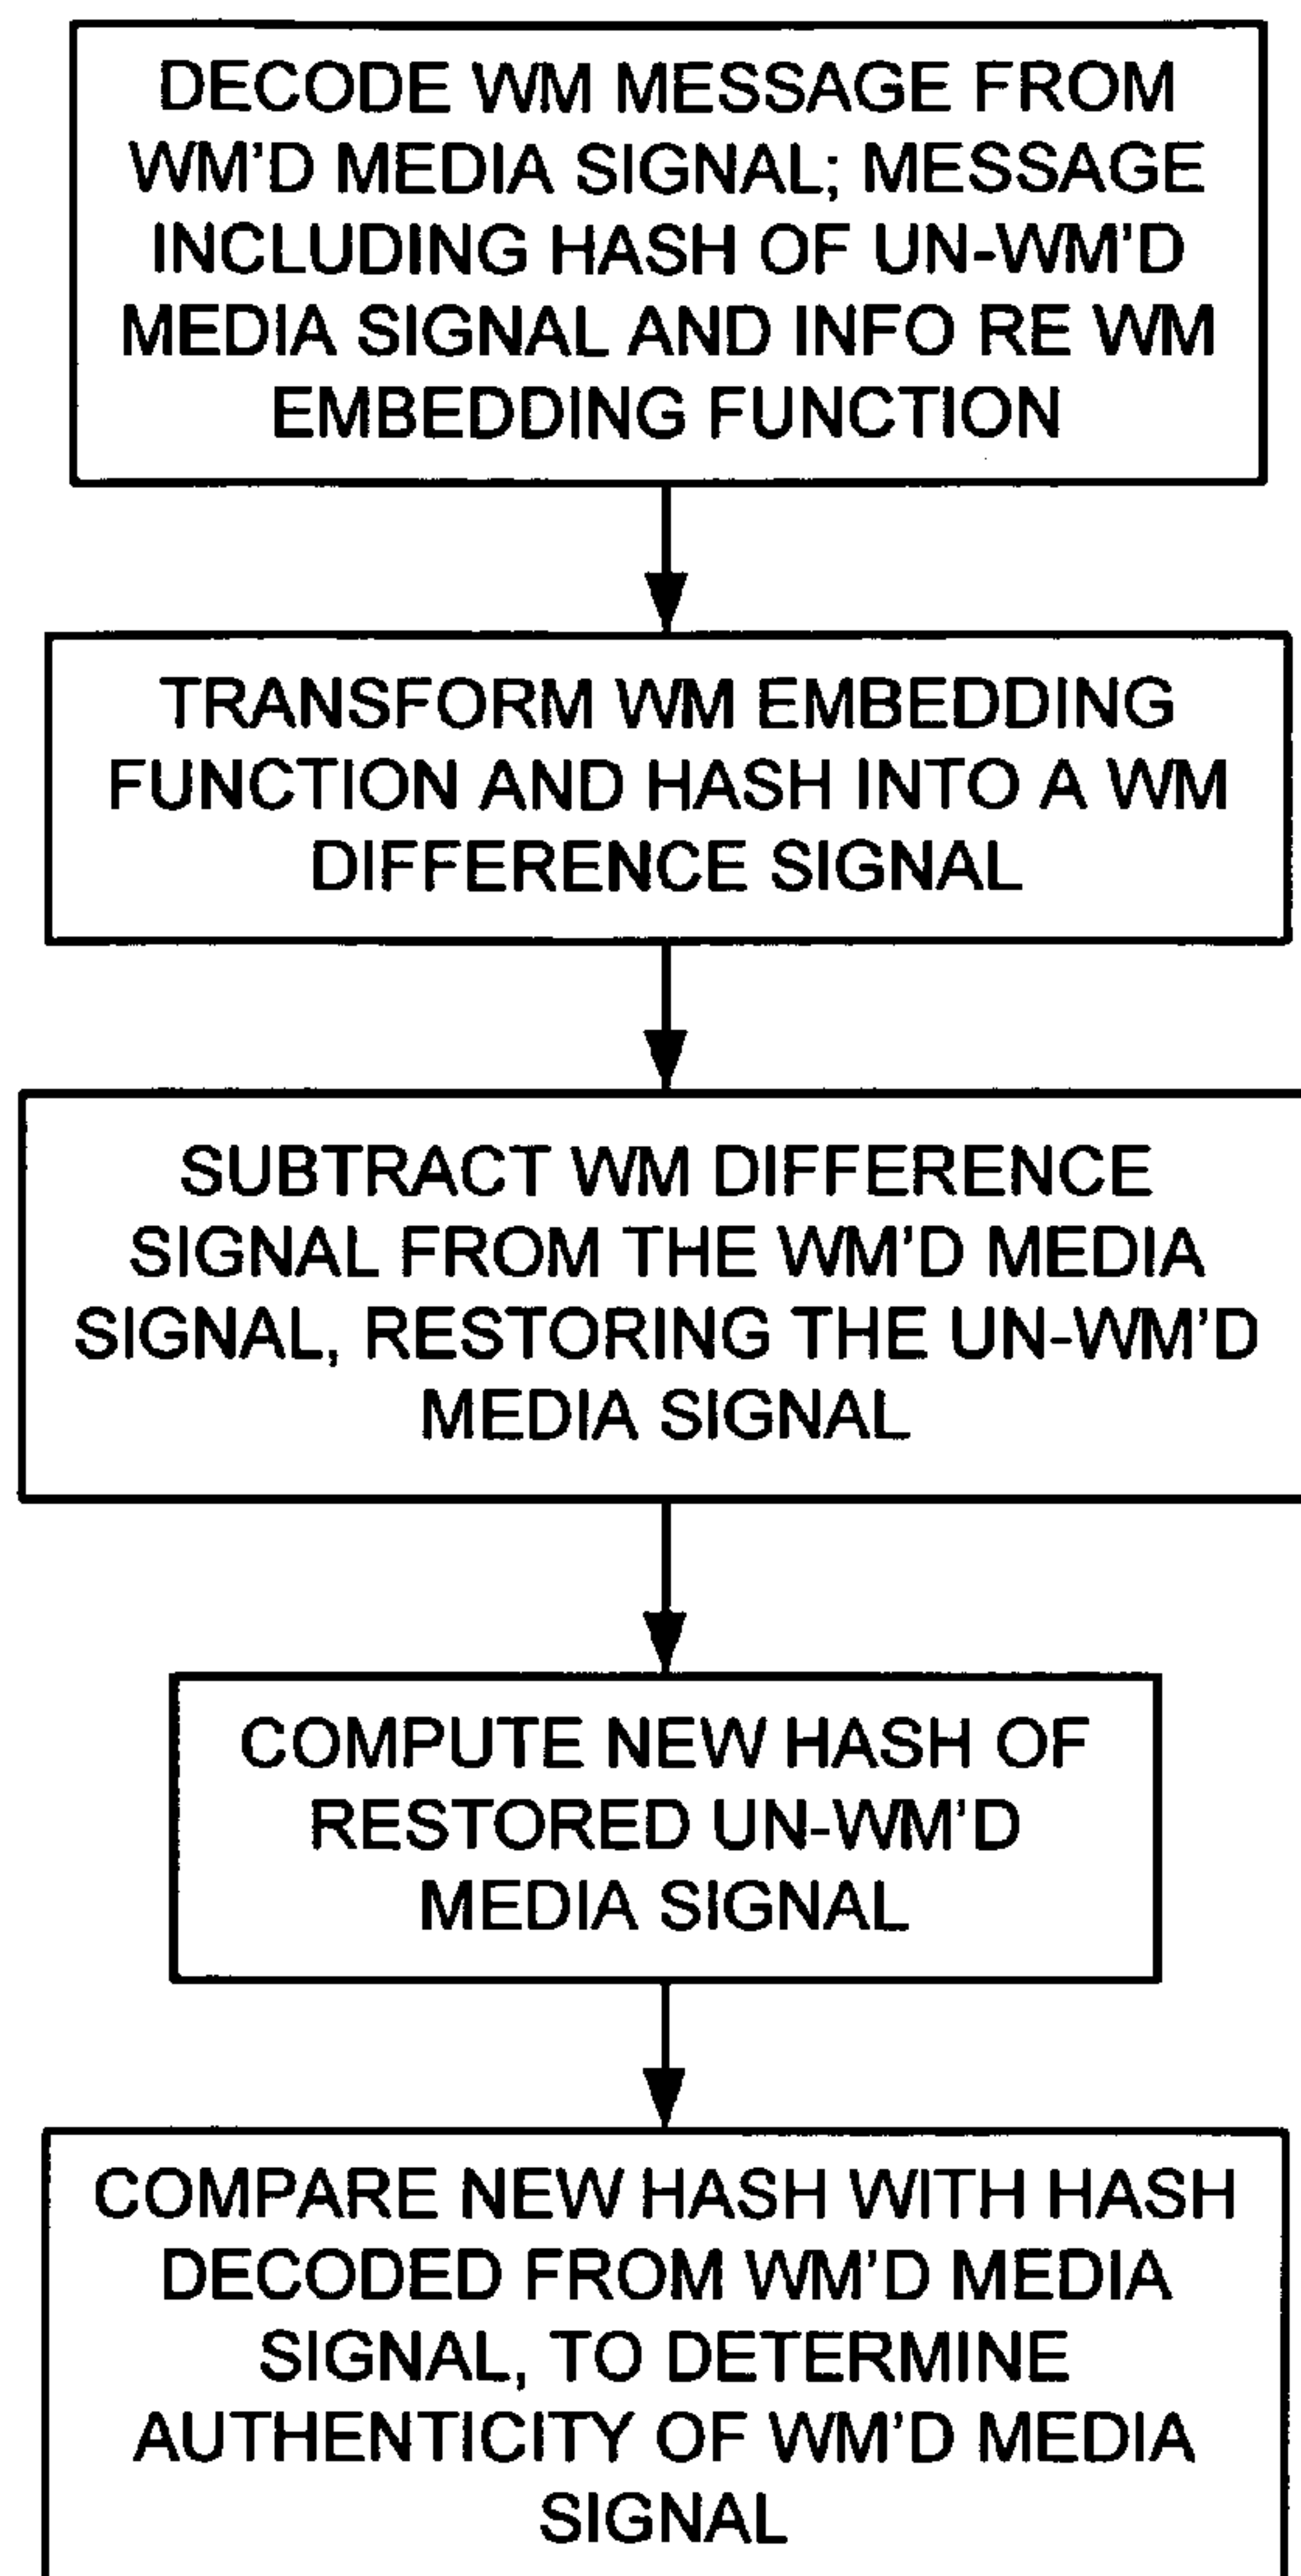 DECODE WM MESSAGE FROM
WM'D MEDIA SIGNAL; MESSAGE
INCLUDING HASH OF UN-WM'D
MEDIA SIGNAL AND INFO RE WM
EMBEDDING FUNCTION
TRANSFORM WM EMBEDDING
FUNCTION AND HASH INTO A WM
DIFFERENCE SIGNAL
SUBTRACT WM DIFFERENCE
SIGNAL FROM THE WM'D MEDIA
SIGNAL, RESTORING THE UN-WM'D
MEDIA SIGNAL
COMPUTE NEW HASH OF
RESTORED UN-WM'D
MEDIA SIGNAL
COMPARE NEW HASH WITH HASH
DECODED FROM WM'D MEDIA
SIGNAL, TO DETERMINE
AUTHENTICITY OF WM'D MEDIA
SIGNAL